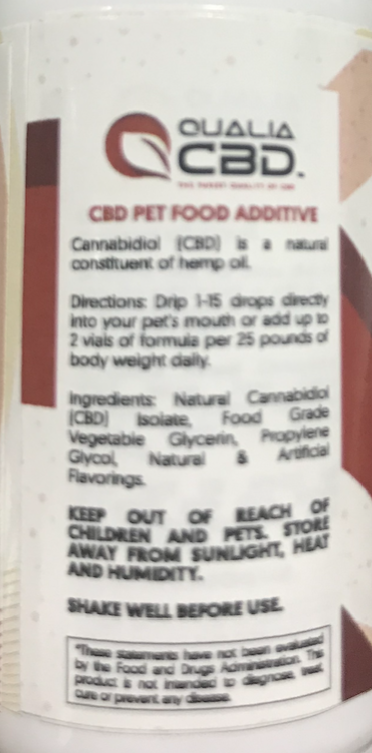 QUALIA
CBD.
THE PUREST QUALITY OF CBD
CBD PET FOOD ADDITIVE
Cannabidiol (CBD) is a natural
constituent of hemp oil.
Directions: Drip 1-15 drops directly
into your pet's mouth or add up to
2 vials of formula per 25 pounds of
body weight daily.
Ingredients: Natural Cannabidiol
(CBD) Isolate, Food Grade
Vegetable Glycerin, Propylene
Glycol, Natural & Artificial
Flavorings.
KEEP OUT OF REACH OF
CHILDREN AND PETS. STORE
AWAY FROM SUNLIGHT, HEAT
AND HUMIDITY.
SHAKE WELL BEFORE USE.
*These statements have not been evaluated
by the Food and Drugs Administration. This
product is not intended to diagnose, treat,
cure or prevent any disease.